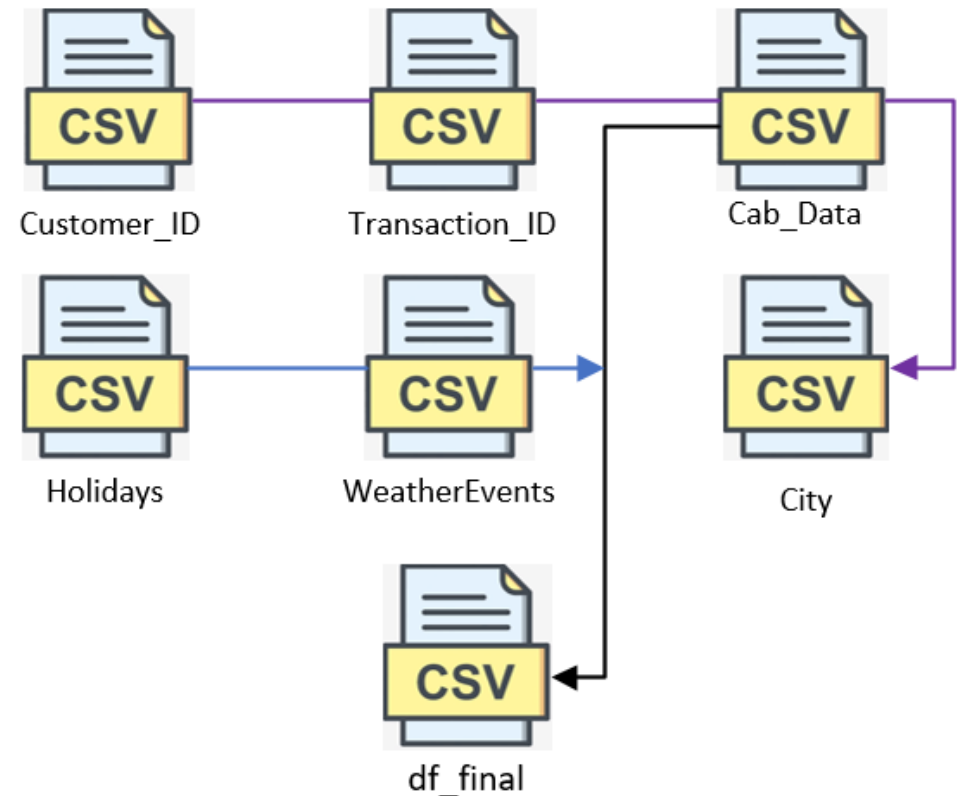 CSV
CSV
CSV
Customer_ID
Transaction_ID
Cab_Data
CSV
CSV
CSV
Holidays
WeatherEvents
City
CSV
df_final